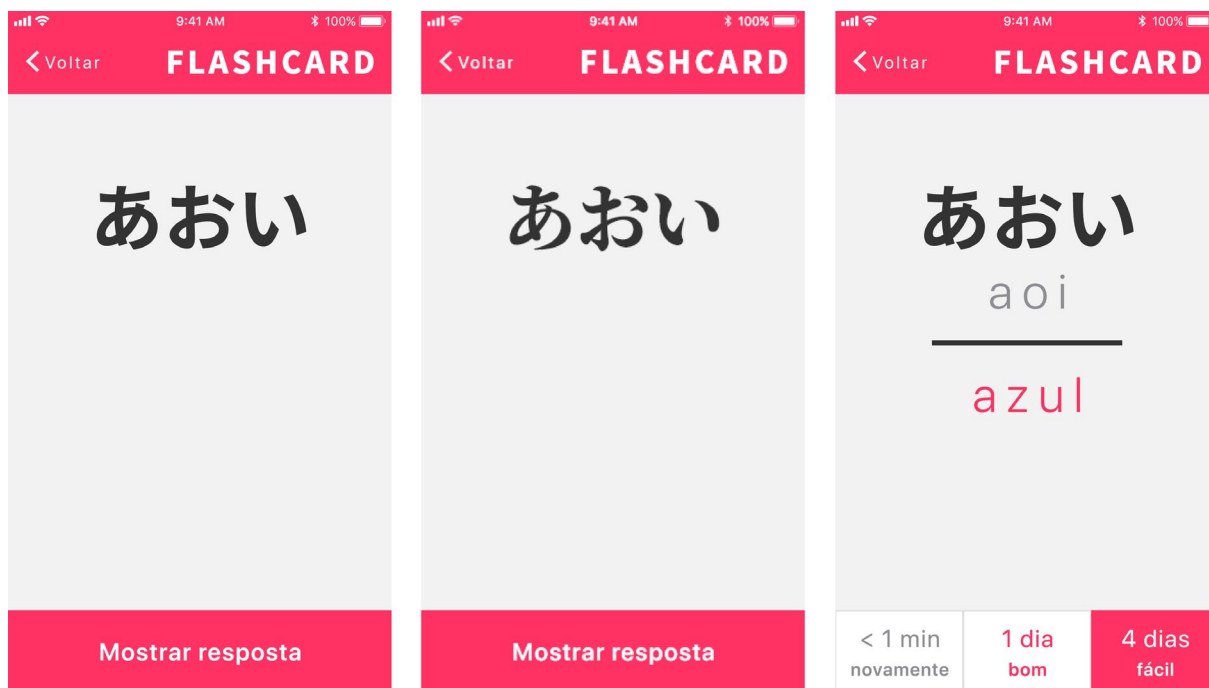 9:41 AM 100%
Voltar FLASHCARD
あおい
Mostrar resposta
9:41 AM 100%
Voltar FLASHCARD
あおい
Mostrar resposta
9:41 AM 100%
Voltar FLASHCARD
あおい
aoi
azul
< 1 min 1 dia 4 dias
novamente bom fácil